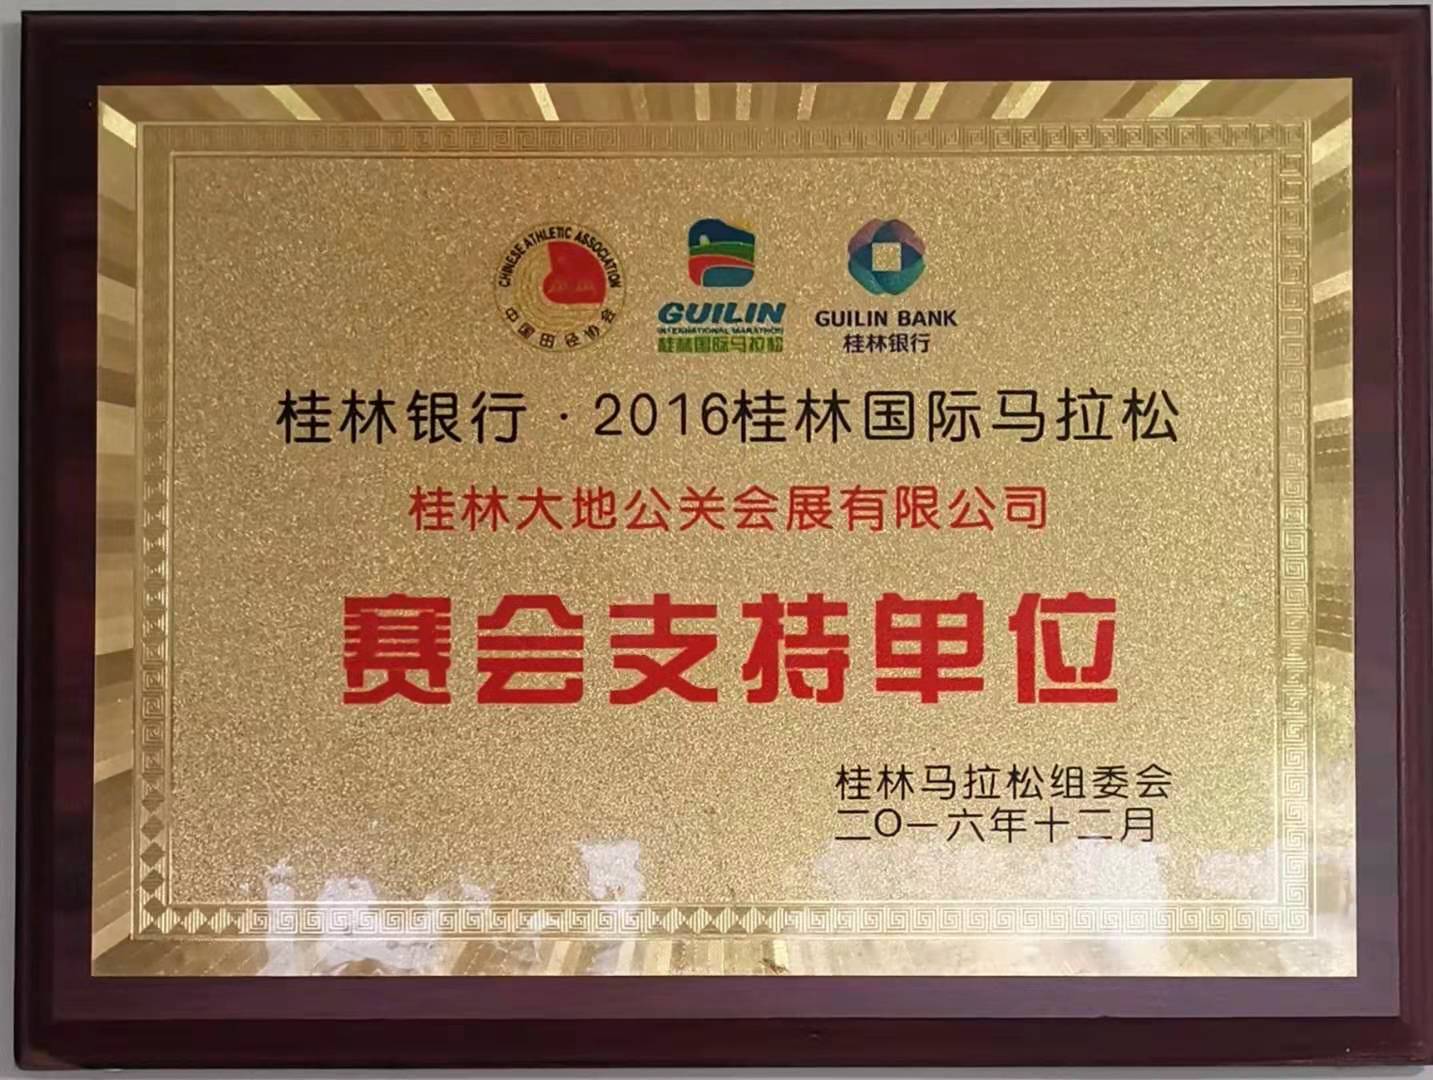 CHINESE ATHLETIC ASSOCIATION
中国田径协会
GUILIN
INTERNATIONAL MARATHON
桂林国际马拉松
GUILIN BANK
桂林银行
桂林银行·2016桂林国际马拉松
桂林大地公关会展有限公司
赛会支持单位
桂林马拉松组委会
二O一六年十二月